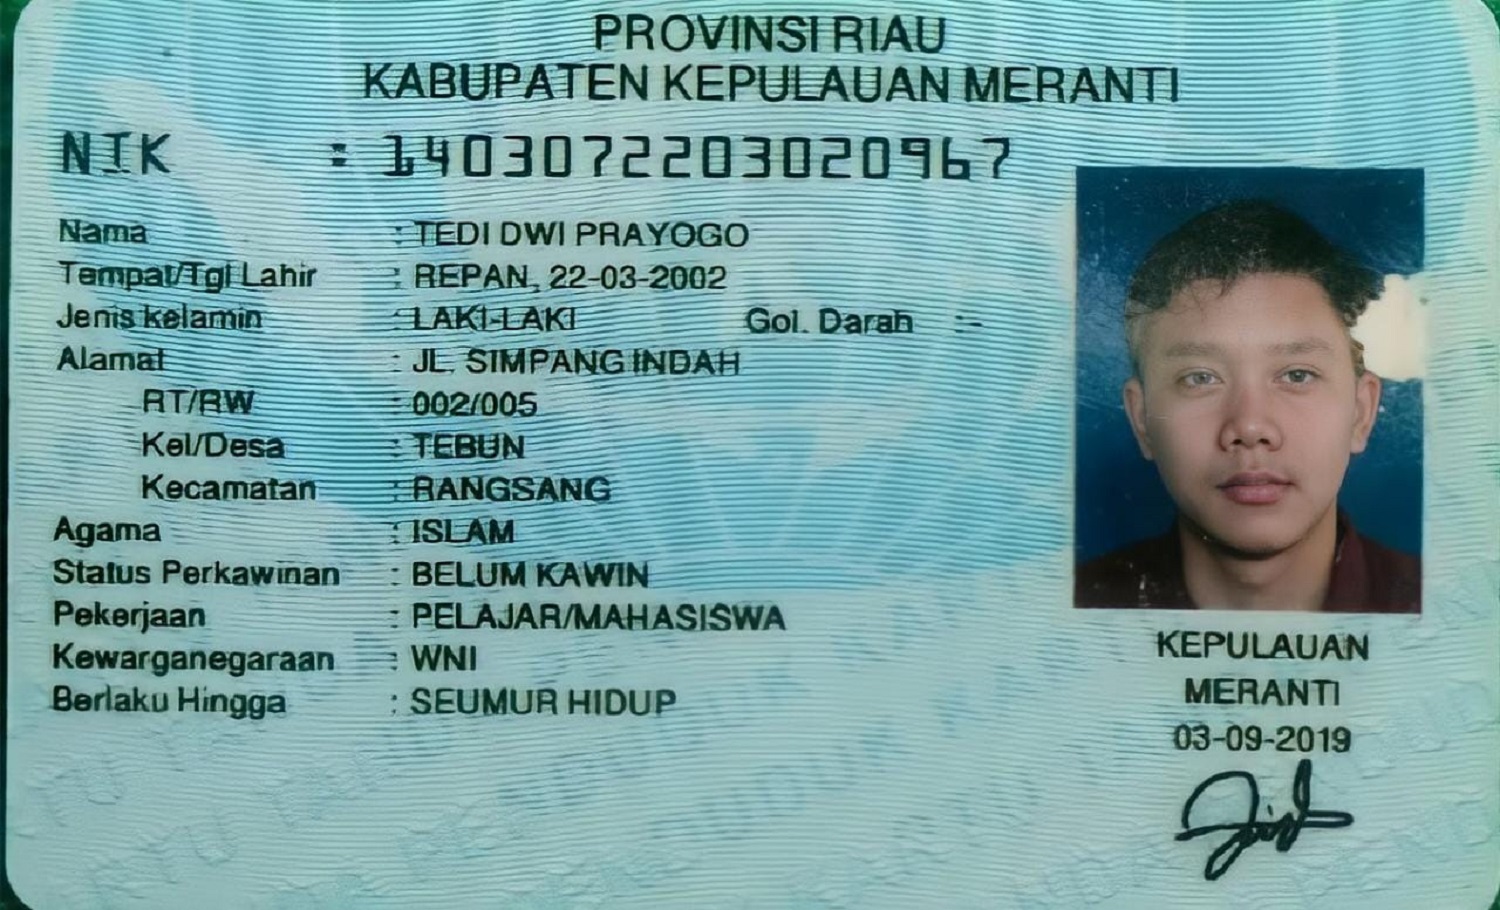 PROVINSI RIAU
KABUPATEN KEPULAUAN MERANTI
NIK : 1403072203020967
Nama : TEDI DWI PRAYOGO
Tempat/Tgl Lahir : REPAN, 22-03-2002
Jenis kelamin : LAKI-LAKI Gol. Darah :-
Alamat : JL. SIMPANG INDAH
RT/RW : 002/005
Kel/Desa : TEBUN
Kecamatan : RANGSANG
Agama : ISLAM
Status Perkawinan : BELUM KAWIN
Pekerjaan : PELAJAR/MAHASISWA
Kewarganegaraan : WNI
Berlaku Hingga : SEUMUR HIDUP
KEPULAUAN
MERANTI
03-09-2019